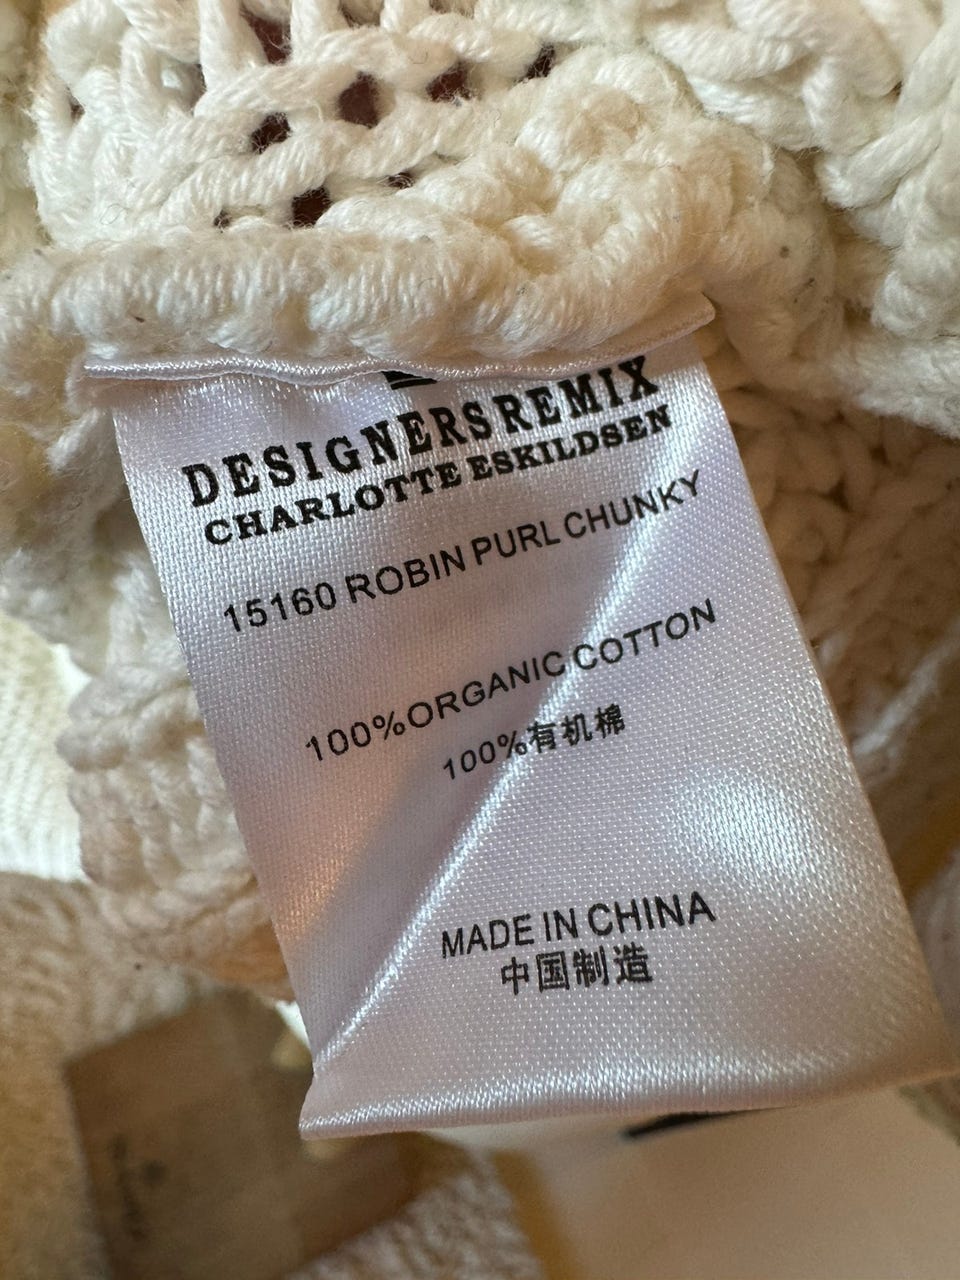 DESIGNERSREMIX
CHARLOTTE ESKILDSEN
15160 ROBIN PURL CHUNKY
100%ORGANIC COTTON
100%有机棉
MADE IN CHINA
中国制造